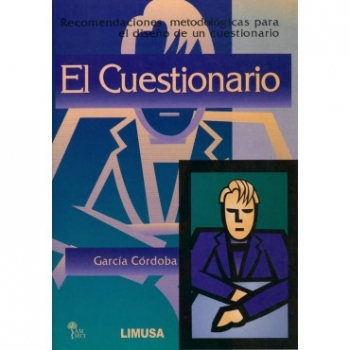 Recomendaciones metodológicas para
el diseño de un cuestionario
El Cuestionario
García Córdoba
LIMUSA